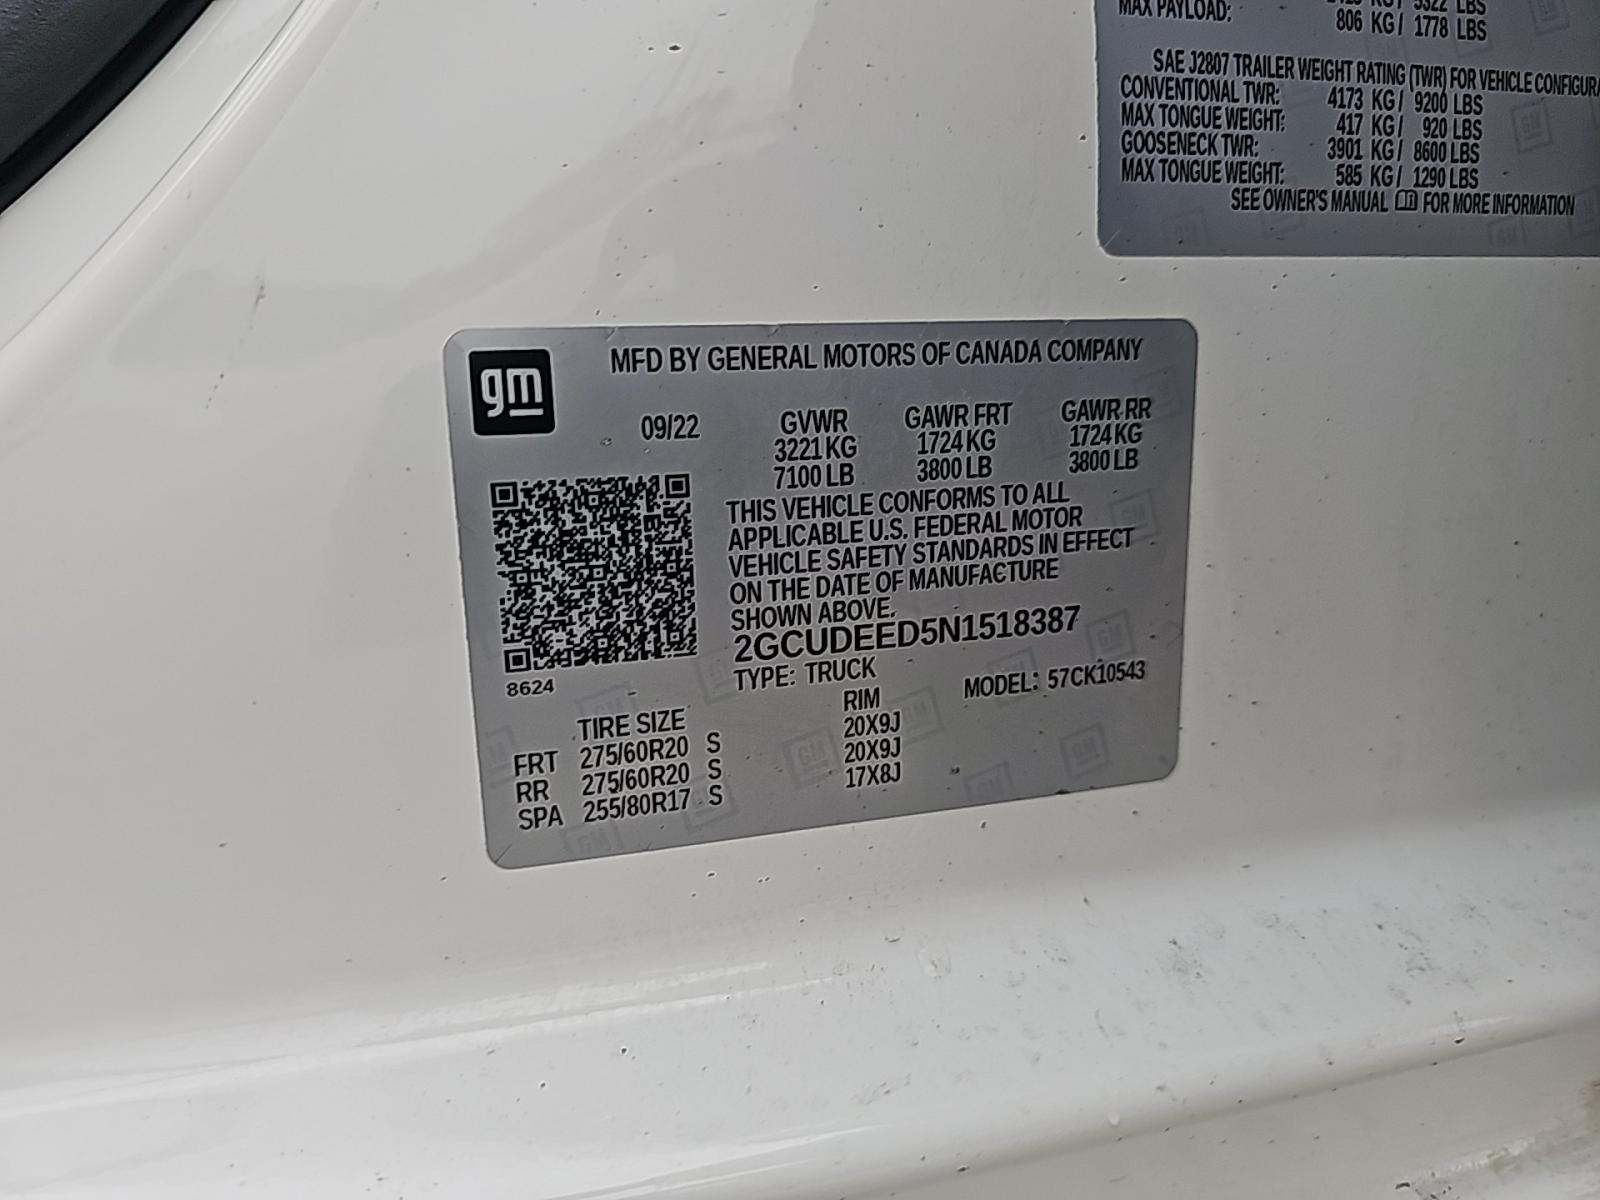 MAX PAYLOAD: 806 KG/ 1778 LBS
SAE J2807 TRAILER WEIGHT RATING (TWR) FOR VEHICLE
CONVENTIONAL TWR: 4173 KG/ 9200 LBS
MAX TONGUE WEIGHT: 417 KG/ 920 LBS
GOOSENECK TWR: 3901 KG/ 8600 LBS
MAX TONGUE WEIGHT: 585 KG/ 1290 LBS
SEE OWNER'S MANUAL FOR MORE INFORMATION
gm
MFD BY GENERAL MOTORS OF CANADA COMPANY
09/22 GVWR GAWR FRT GAWR RR
3221 KG 1724 KG 1724 KG
7100 LB 3800 LB 3800 LB
THIS VEHICLE CONFORMS TO ALL
APPLICABLE U.S. FEDERAL MOTOR
VEHICLE SAFETY STANDARDS IN EFFECT
ON THE DATE OF MANUFACTURE
SHOWN ABOVE.
2GCUDEED5N1518387
8624
TYPE: TRUCK MODEL: 57CK10543
TIRE SIZE RIM
FRT 275/60R20 S 20X9J
RR 275/60R20 S 20X9J
SPA 255/80R17 S 17X8J